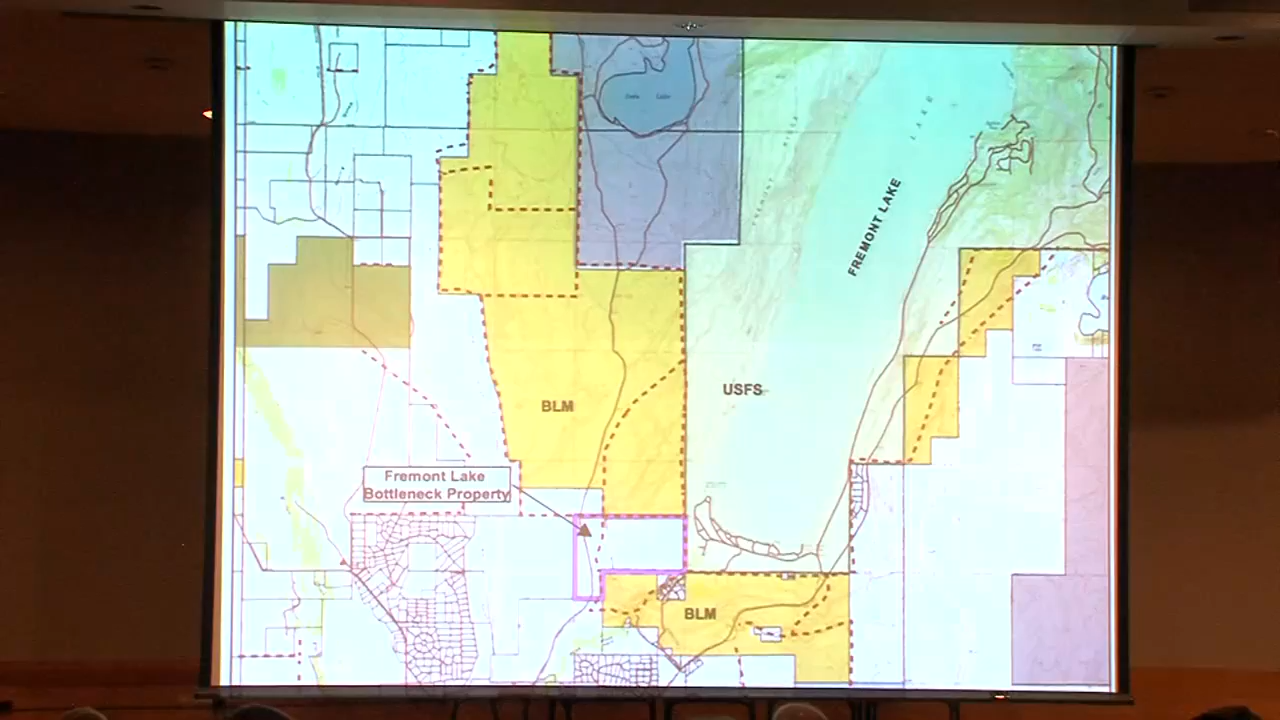 FREMONT LAKE
USFS
BLM
Fremont Lake
Bottleneck Property
BLM